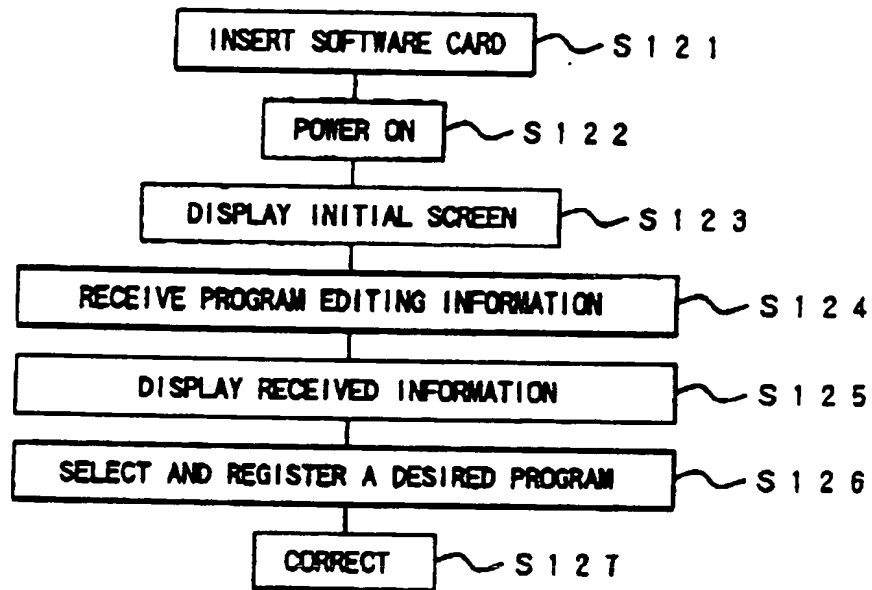 INSERT SOFTWARE CARD S121
POWER ON S122
DISPLAY INITIAL SCREEN S123
RECEIVE PROGRAM EDITING INFORMATION S124
DISPLAY RECEIVED INFORMATION S125
SELECT AND REGISTER A DESIRED PROGRAM S126
CORRECT S127